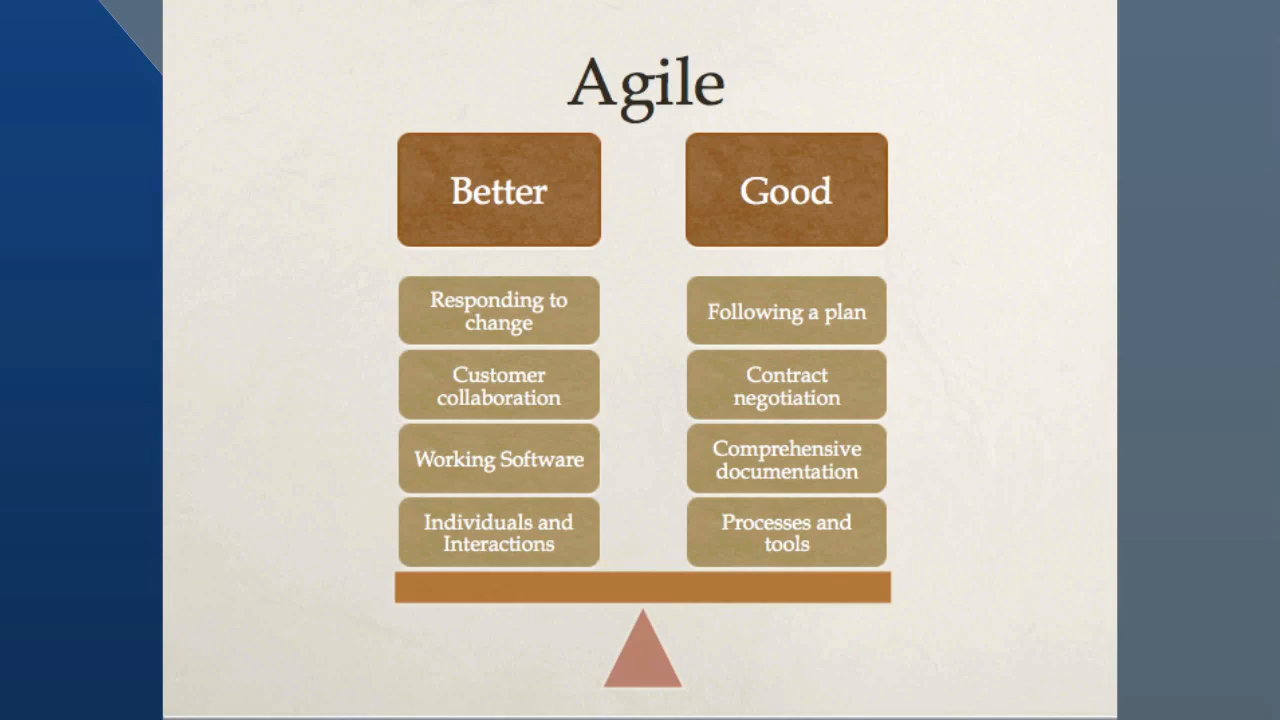 Agile
Better
Good
Responding to
change
Following a plan
Customer
collaboration
Contract
negotiation
Working Software
Comprehensive
documentation
Individuals and
Interactions
Processes and
tools